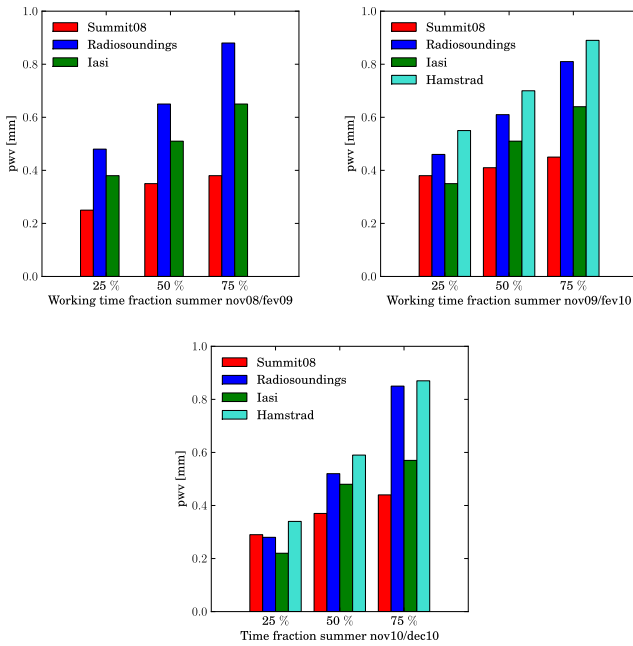 Summit08
Radiosoundings
Iasi
pwv [mm]
1.0
0.8
0.6
0.4
0.2
0.0
25 % 50 % 75 %
Working time fraction summer nov08/fev09
Summit08
Radiosoundings
Iasi
Hamstrad
pwv [mm]
1.0
0.8
0.6
0.4
0.2
0.0
25 % 50 % 75 %
Working time fraction summer nov09/fev10
Summit08
Radiosoundings
Iasi
Hamstrad
pwv [mm]
1.0
0.8
0.6
0.4
0.2
0.0
25 % 50 % 75 %
Time fraction summer nov10/dec10